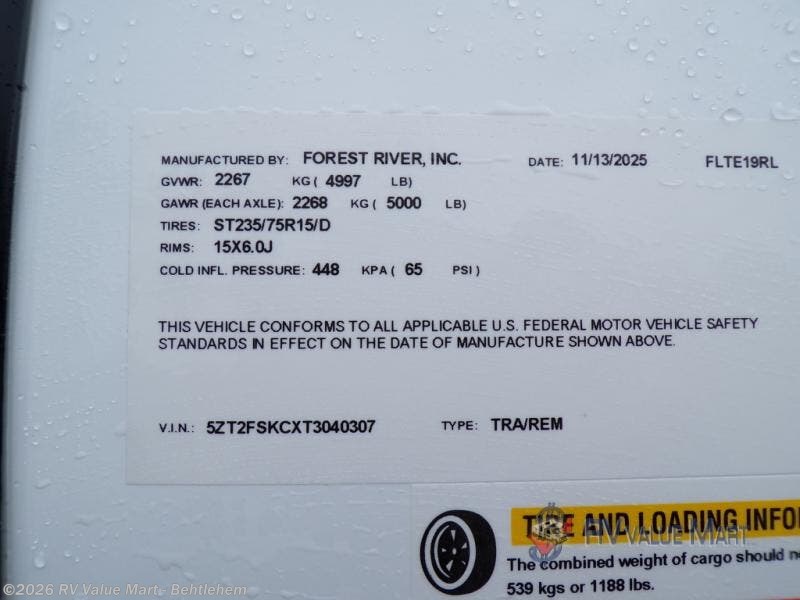 MANUFACTURED BY: FOREST RIVER, INC. DATE: 11/13/2025 FLTE19RL
GVWR: 2267 KG ( 4997 LB)
GAWR (EACH AXLE): 2268 KG ( 5000 LB)
TIRES: ST235/75R15/D
RIMS: 15X6.0J
COLD INFL. PRESSURE: 448 KPA ( 65 PSI )
THIS VEHICLE CONFORMS TO ALL APPLICABLE U.S. FEDERAL MOTOR VEHICLE SAFETY
STANDARDS IN EFFECT ON THE DATE OF MANUFACTURE SHOWN ABOVE.
V.I.N.: 5ZT2FSKCXT3040307 TYPE: TRA/REM
TIRE AND LOADING INFO
RV VALUE MART
The combined weight of cargo should n
539 kgs or 1188 lbs.
©2026 RV Value Mart - Behtlehem